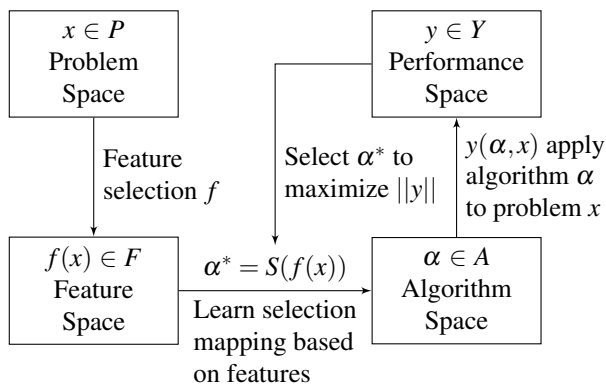 x ∈ P
Problem
Space
y ∈ Y
Performance
Space
Feature
selection f
Select α* to
maximize ||y||
y(α,x) apply
algorithm α
to problem x
f(x) ∈ F
Feature
Space
α* = S(f(x))
Learn selection
mapping based
on features
α ∈ A
Algorithm
Space